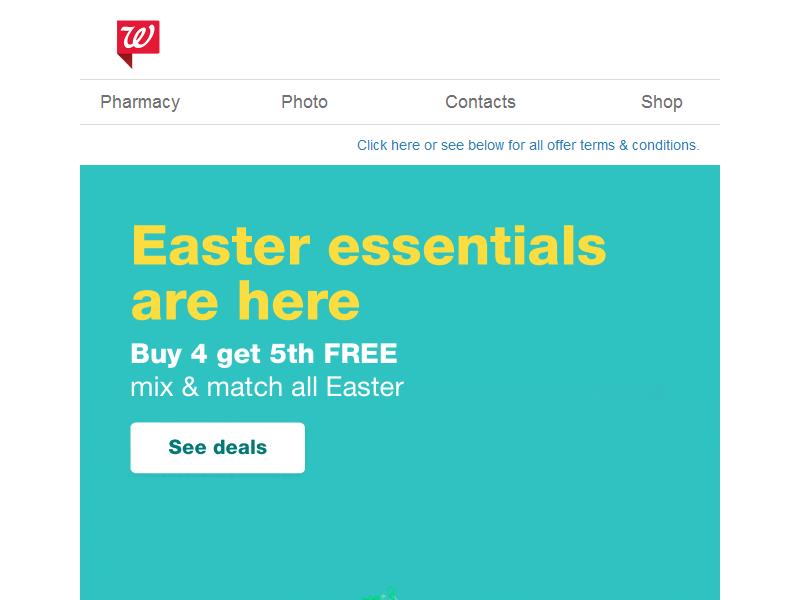 W
Pharmacy Photo Contacts Shop
Click here or see below for all offer terms & conditions.
Easter essentials
are here
Buy 4 get 5th FREE
mix & match all Easter
See deals